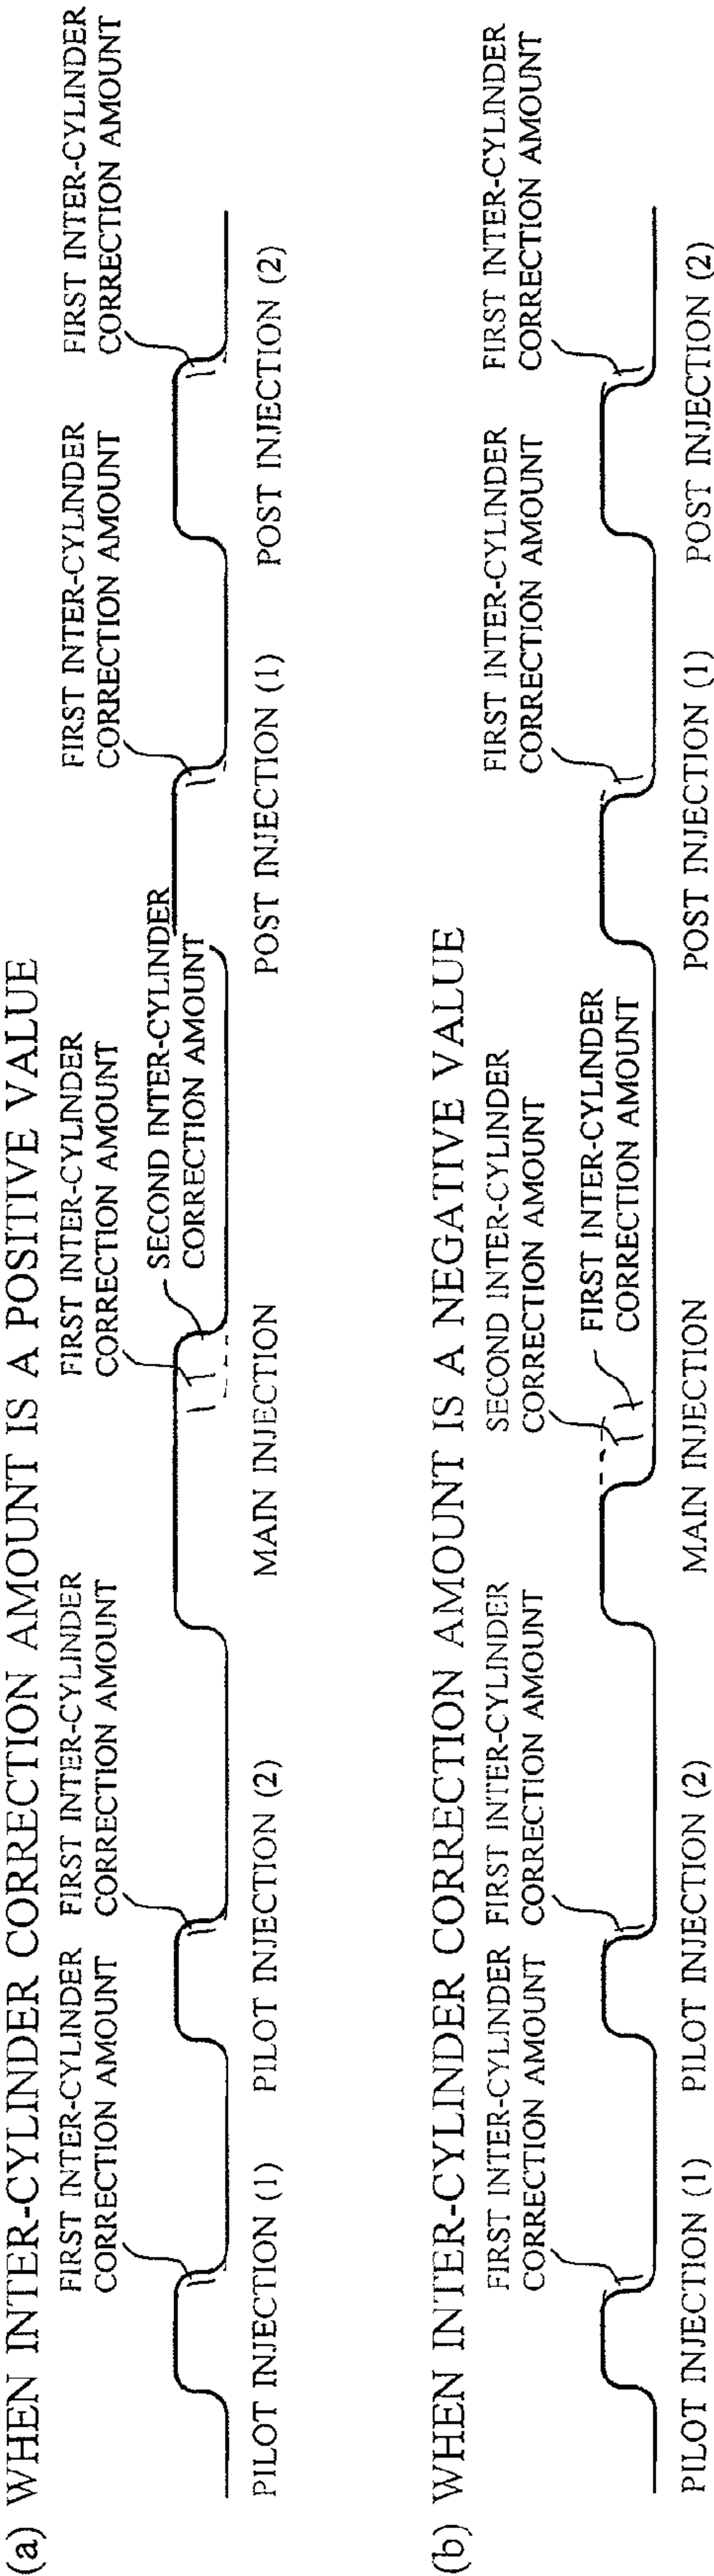 (a) WHEN INTER-CYLINDER CORRECTION AMOUNT IS A POSITIVE VALUE
FIRST INTER-CYLINDER
CORRECTION AMOUNT
FIRST INTER-CYLINDER
CORRECTION AMOUNT
FIRST INTER-CYLINDER
CORRECTION AMOUNT
SECOND INTER-CYLINDER
CORRECTION AMOUNT
FIRST INTER-CYLINDER
CORRECTION AMOUNT
FIRST INTER-CYLINDER
CORRECTION AMOUNT
PILOT INJECTION (1)
PILOT INJECTION (2)
MAIN INJECTION
POST INJECTION (1)
POST INJECTION (2)
(b) WHEN INTER-CYLINDER CORRECTION AMOUNT IS A NEGATIVE VALUE
FIRST INTER-CYLINDER
CORRECTION AMOUNT
FIRST INTER-CYLINDER
CORRECTION AMOUNT
SECOND INTER-CYLINDER
CORRECTION AMOUNT
FIRST INTER-CYLINDER
CORRECTION AMOUNT
FIRST INTER-CYLINDER
CORRECTION AMOUNT
FIRST INTER-CYLINDER
CORRECTION AMOUNT
PILOT INJECTION (1)
PILOT INJECTION (2)
MAIN INJECTION
POST INJECTION (1)
POST INJECTION (2)